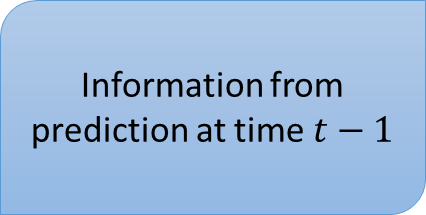 Information from
prediction at time t − 1